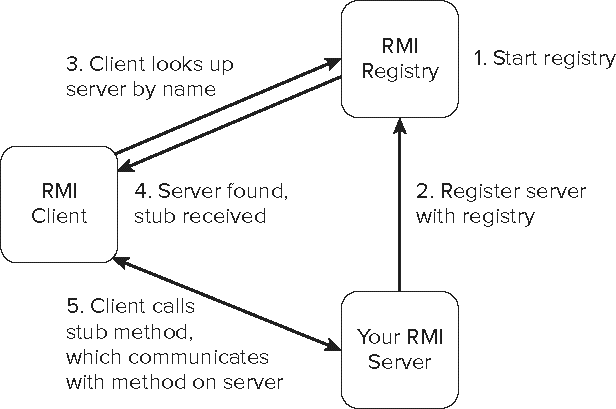 RMI
Registry
1. Start registry
3. Client looks up
server by name
RMI
Client
4. Server found,
stub received
2. Register server
with registry
5. Client calls
stub method,
which communicates
with method on server
Your RMI
Server